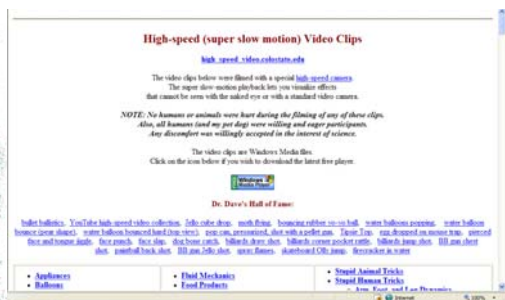 High-speed (super slow motion) Video Clips
high_speed_video.colostate.edu
The video clips below were filmed with a special high-speed camera.
The super slow-motion playback lets you visualize effects
that cannot be seen with the naked eye or with a standard video camera.
NOTE: No humans or animals were hurt during the filming of any of these clips.
Also, all humans (and my pet dog) were willing and eager participants.
Any discomfort was willingly accepted in the interest of science.
The video clips are Windows Media files.
Click on the icon below if you wish to download the latest free player.
Windows
Media Player
Dr. Dave's Hall of Fame:
bullet ballistics, YouTube high-speed video collection, Jello cube drop, moth flying, bouncing rubber yo-yo ball, water balloons popping, water balloon
bounce (pear shape), water balloon bounced hard (top view), pop can, pressurized, shot with a pellet gun, Tippie Top, egg dropped on mouse trap, pierced
face and tongue jiggle, face punch, face slap, dog bone catch, billiards draw shot, billiards corner pocket rattle, billiards jump shot, BB gun chest
shot, paintball back shot, BB gun Jello shot, spray flames, skateboard Olly jump, firecracker in water
• Appliances
• Balloons
• Fluid Mechanics
• Food Products
• Stupid Animal Tricks
• Stupid Human Tricks
• Arm, Foot, and Leg Dynamics
Internet
100%